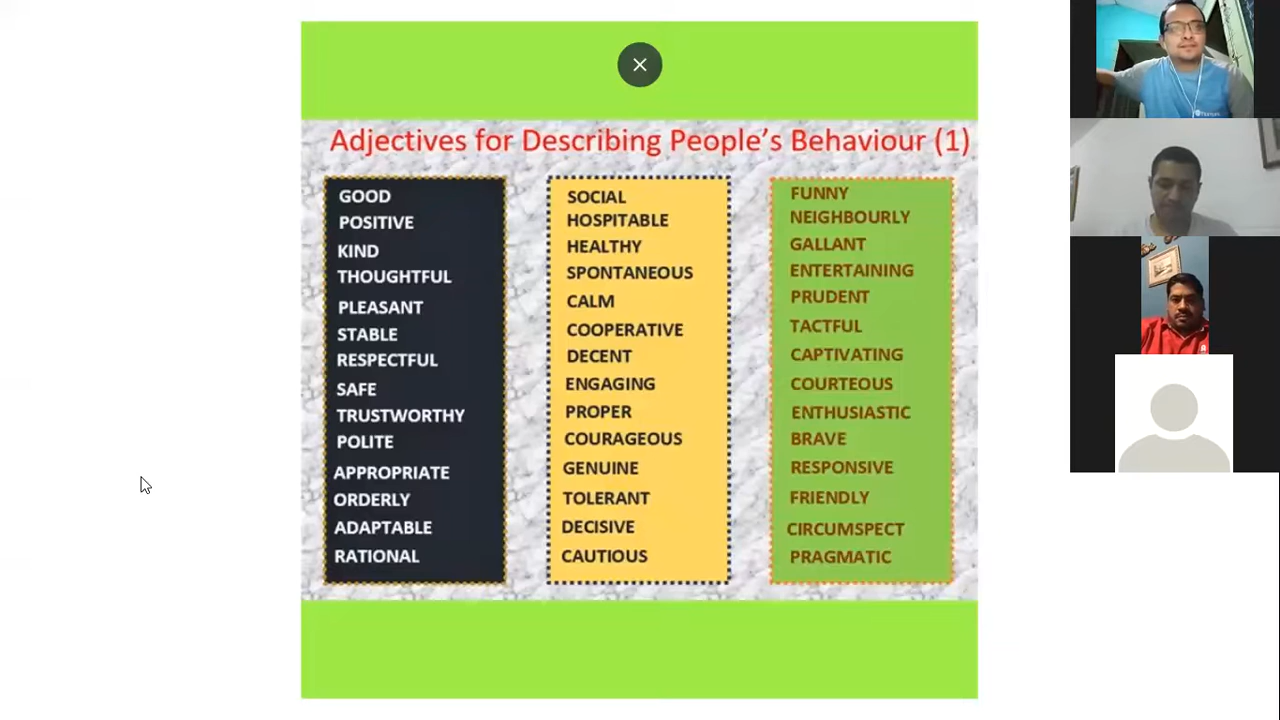 Adjectives for Describing People's Behaviour (1)
GOOD
POSITIVE
KIND
THOUGHTFUL
PLEASANT
STABLE
RESPECTFUL
SAFE
TRUSTWORTHY
POLITE
APPROPRIATE
ORDERLY
ADAPTABLE
RATIONAL
SOCIAL
HOSPITABLE
HEALTHY
SPONTANEOUS
CALM
COOPERATIVE
DECENT
ENGAGING
PROPER
COURAGEOUS
GENUINE
TOLERANT
DECISIVE
CAUTIOUS
FUNNY
NEIGHBOURLY
GALLANT
ENTERTAINING
PRUDENT
TACTFUL
CAPTIVATING
COURTEOUS
ENTHUSIASTIC
BRAVE
RESPONSIVE
FRIENDLY
CIRCUMSPECT
PRAGMATIC